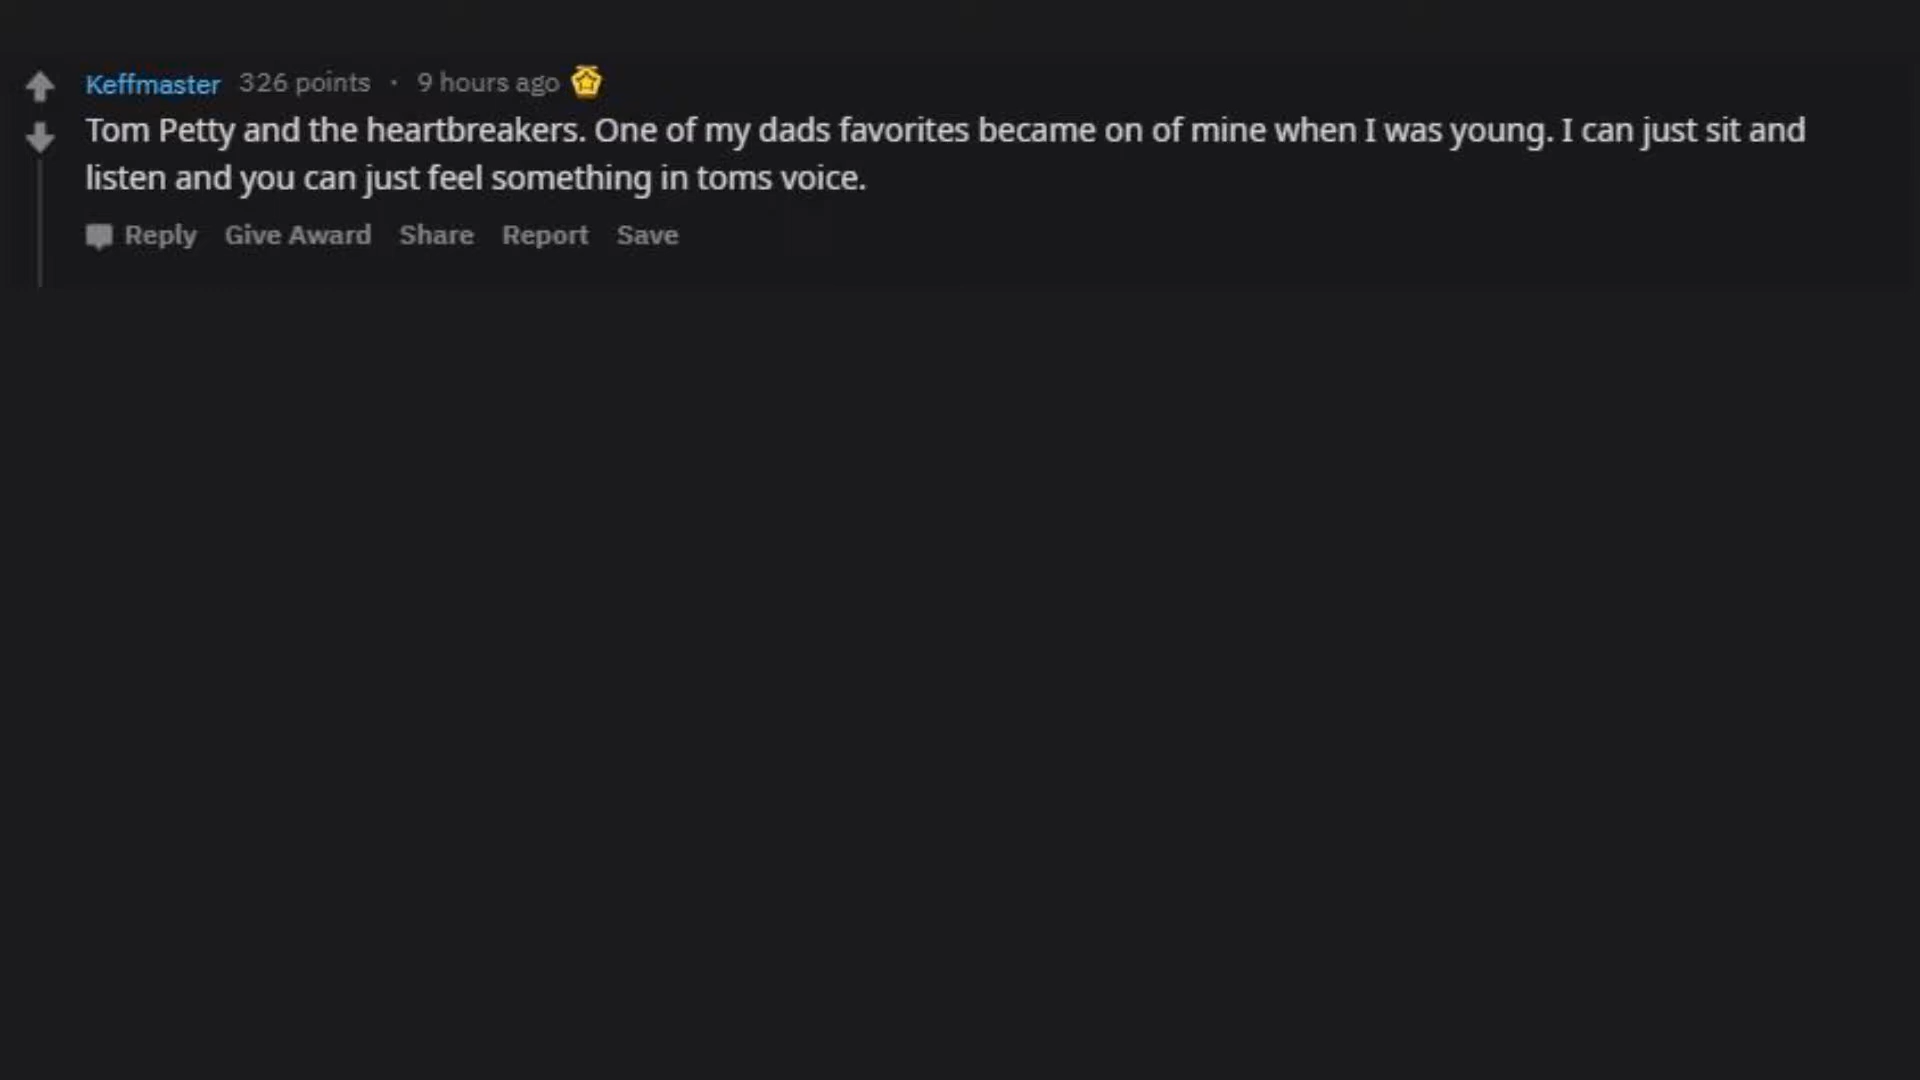 Keffmaster 326 points · 9 hours ago
Tom Petty and the heartbreakers. One of my dads favorites became on of mine when I was young. I can just sit and
listen and you can just feel something in toms voice.
Reply Give Award Share Report Save